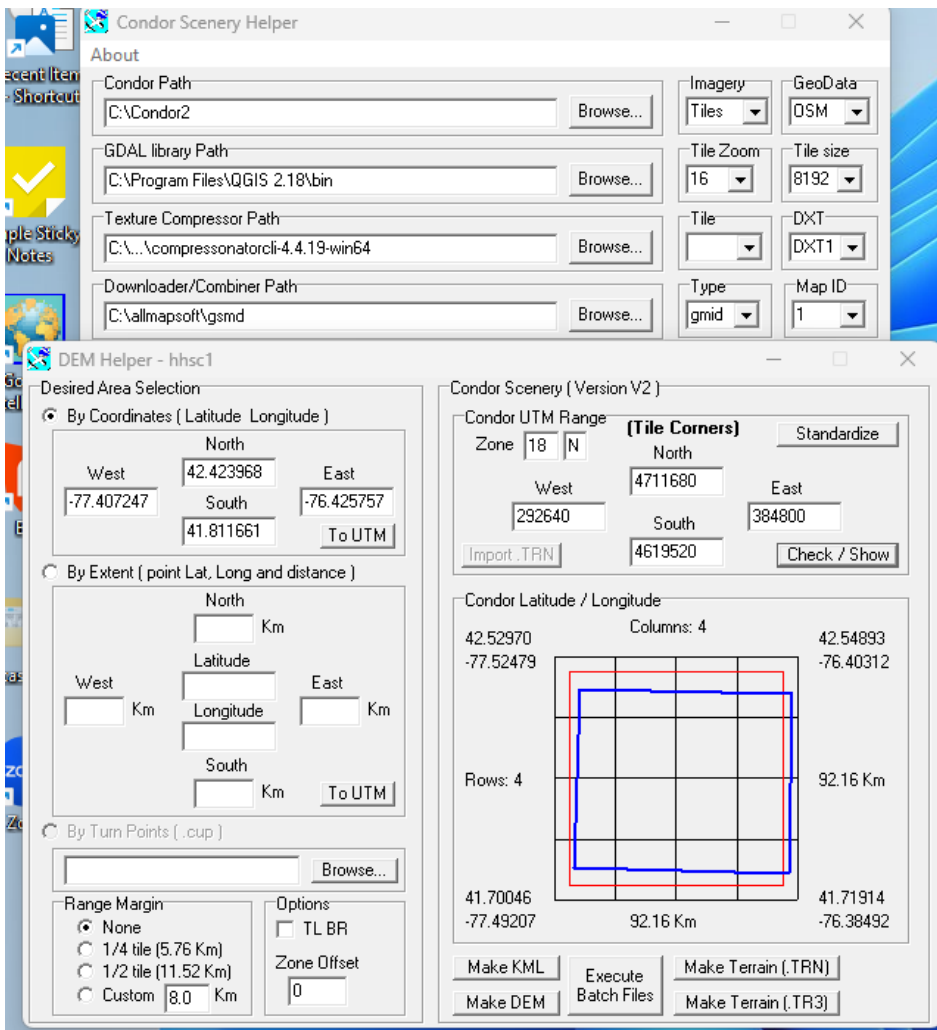 Condor Scenery Helper
About
Recent Item
- Shortcut
Condor Path
C:\Condor2
Browse...
Imagery
Tiles
GeoData
OSM
GDAL library Path
C:\Program Files\QGIS 2.18\bin
Browse...
Tile Zoom
16
Tile size
8192
Texture Compressor Path
C:\...\compressonatorcli-4.4.19-win64
Browse...
Tile
DXT
DXT1
Notes
Downloader/Combiner Path
C:\allmapsoft\gsmd
Browse...
Type
gmid
Map ID
1
DEM Helper - hhsc1
Desired Area Selection
By Coordinates ( Latitude Longitude )
North
West
42.423968
East
-77.407247
South
-76.425757
41.811661
To UTM
By Extent ( point Lat, Long and distance )
North
Km
Latitude
West
East
Km
Longitude
Km
South
Km
To UTM
By Turn Points ( .cup )
Browse...
Range Margin
None
1/4 tile (5.76 Km)
1/2 tile (11.52 Km)
Custom
8.0
Km
Options
TL BR
Zone Offset
0
Condor Scenery ( Version V2 )
Condor UTM Range
(Tile Corners)
Standardize
Zone 18 N
North
West
4711680
East
292640
South
384800
Import .TRN
4619520
Check / Show
Condor Latitude / Longitude
42.52970
Columns: 4
42.54893
-77.52479
-76.40312
Rows: 4
92.16 Km
41.70046
41.71914
-77.49207
92.16 Km
-76.38492
Make KML
Execute
Batch Files
Make Terrain (.TRN)
Make DEM
Make Terrain (.TR3)